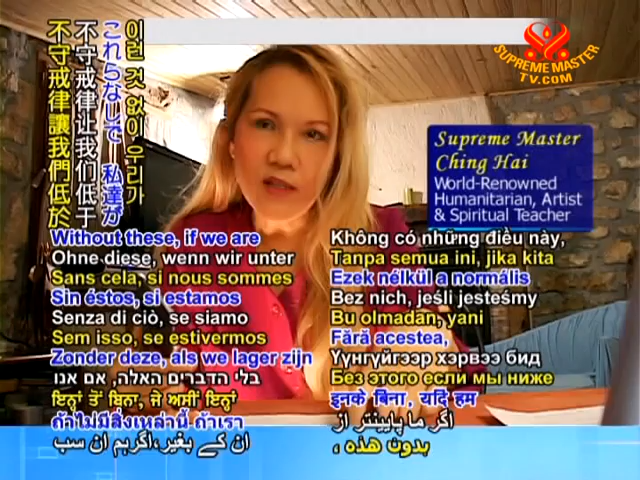 이런 것 없이 우리가
これらなしで 私達が
不守戒律让我们低于
不守戒律讓我們低於
SUPREME MASTER
TV.COM
Supreme Master
Ching Hai
World-Renowned
Humanitarian, Artist
& Spiritual Teacher
Without these, if we are
Ohne diese, wenn wir unter
Sans cela, si nous sommes
Sin éstos, si estamos
Senza di ciò, se siamo
Sem isso, se estivermos
Zonder deze, als we lager zijn
בלי הדברים האלה, אם אנו
ਇਨ੍ਹਾਂ ਤੋਂ ਬਿਨਾ, ਜੇ ਅਸੀਂ ਇਨ੍ਹਾਂ
ถ้าไม่มีสิ่งเหล่านี้ ถ้าเรา
ان کے بغیر،اگرہم ان سب
Không có những điều này,
Tanpa semua ini, jika kita
Ezek nélkül a normális
Bez nich, jeśli jesteśmy
Bu olmadan, yani
Fără acestea,
Үүнгүйгээр хэрвээ бид
Без этого если мы ниже
इनके बिना, यदि हम
اگر ما پایینتر از
بدون هذه ،